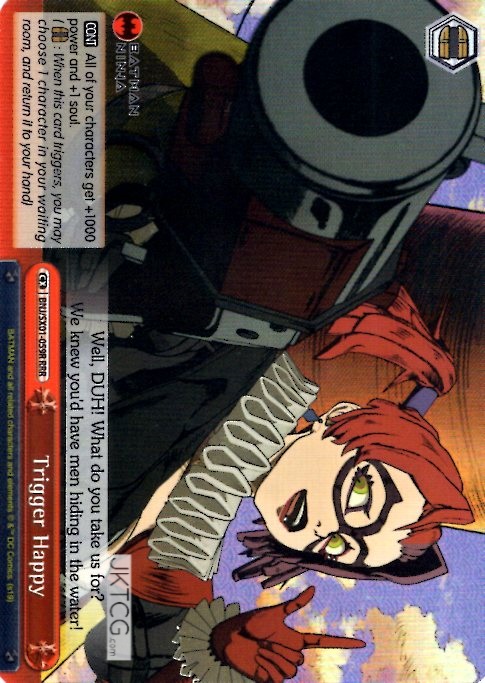 BATMAN
NINJA
CONT All of your characters get +1000
power and +1 soul.
( : [When this card triggers, you may
choose 1 character in your waiting
room, and return it to your hand]
Well, DUH! What do you take us for?
We knew you'd have men hiding in the water!
CX BNJ/SX01-059R RRR
Trigger Happy
BATMAN and all related characters and elements © & ™ DC Comics. (s19)
UKTCG.com